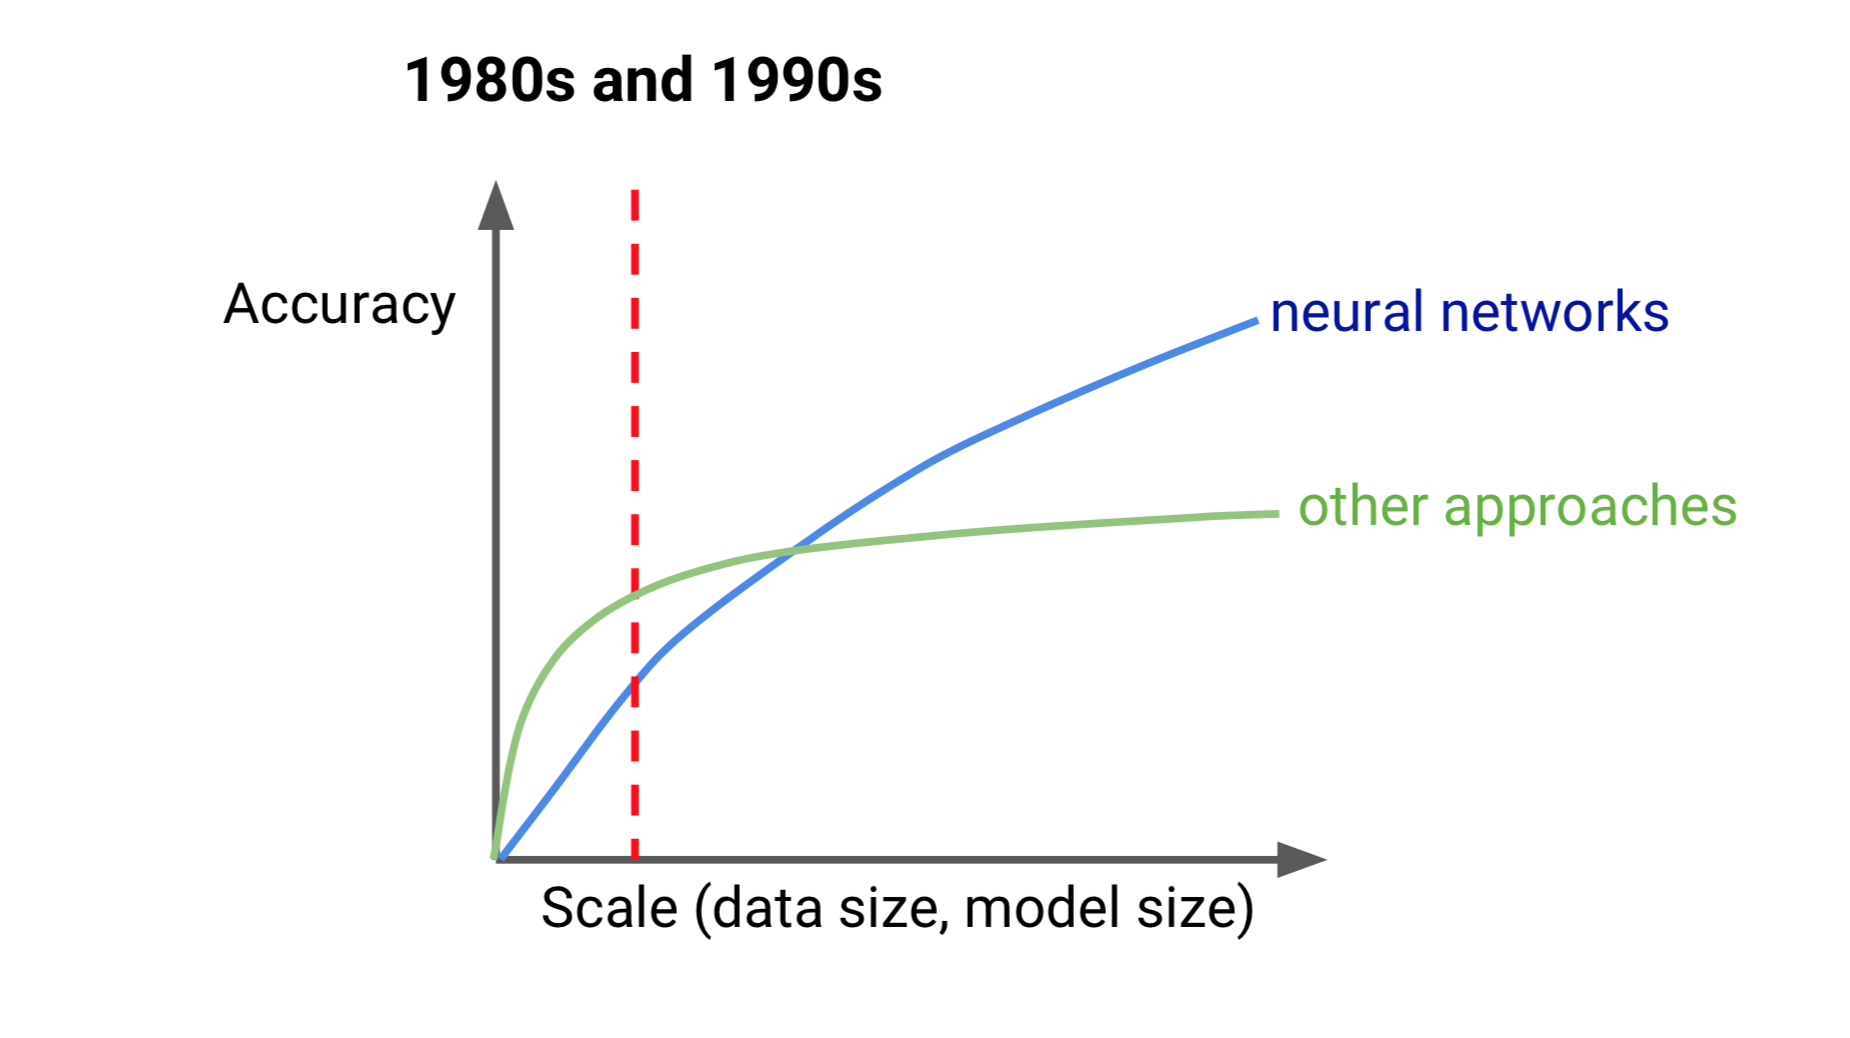 1980s and 1990s
Accuracy
neural networks
other approaches
Scale (data size, model size)